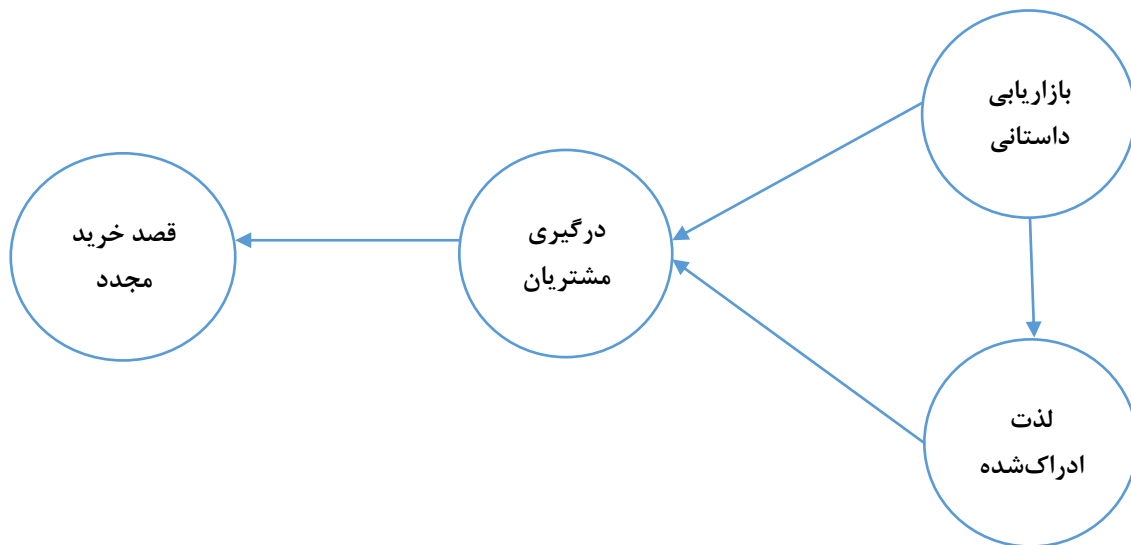 بازاریابی
داستانی
درگیری
مشتریان
قصد خرید
مجدد
لذت
ادراک‌شده